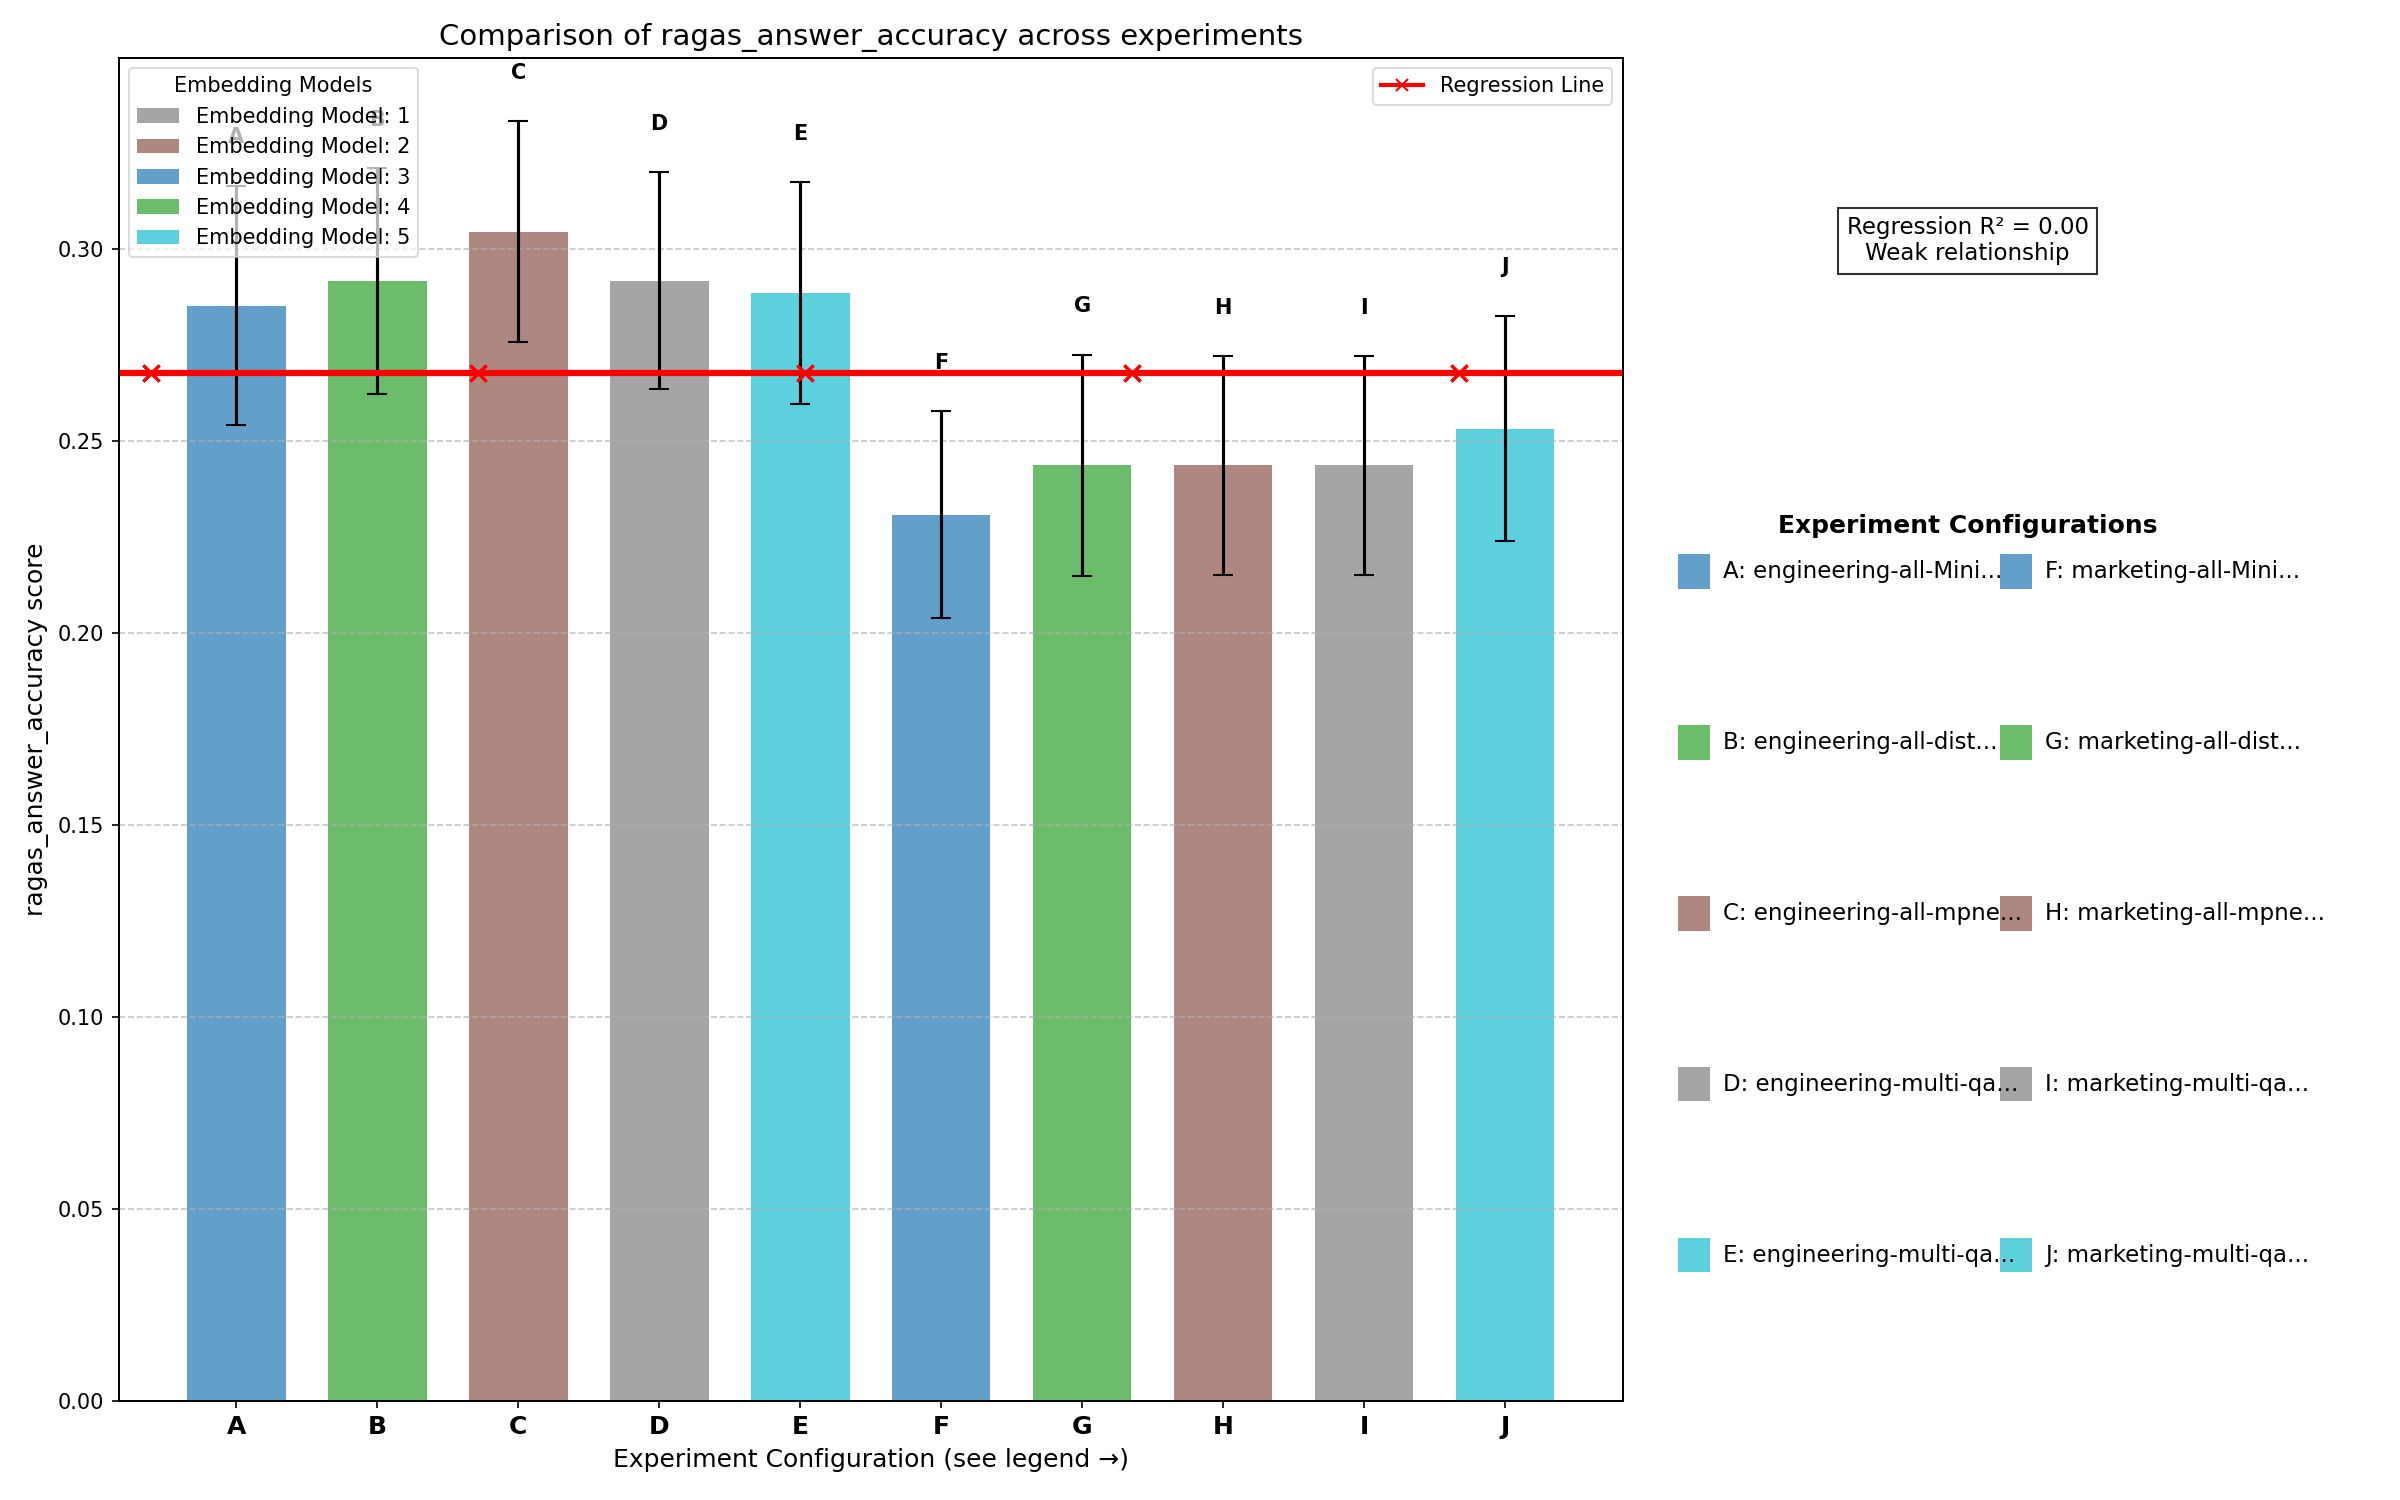 Comparison of ragas_answer_accuracy across experiments
Embedding Models
Embedding Model: 1
Embedding Model: 2
Embedding Model: 3
Embedding Model: 4
Embedding Model: 5
Regression Line
A
B
C
D
E
F
G
H
I
J
0.30
0.25
0.20
0.15
0.10
0.05
0.00
ragas_answer_accuracy score
A
B
C
D
E
F
G
H
I
J
Experiment Configuration (see legend →)
Regression R² = 0.00
Weak relationship
Experiment Configurations
A: engineering-all-Mini...
F: marketing-all-Mini...
B: engineering-all-dist...
G: marketing-all-dist...
C: engineering-all-mpne...
H: marketing-all-mpne...
D: engineering-multi-qa...
I: marketing-multi-qa...
E: engineering-multi-qa...
J: marketing-multi-qa...